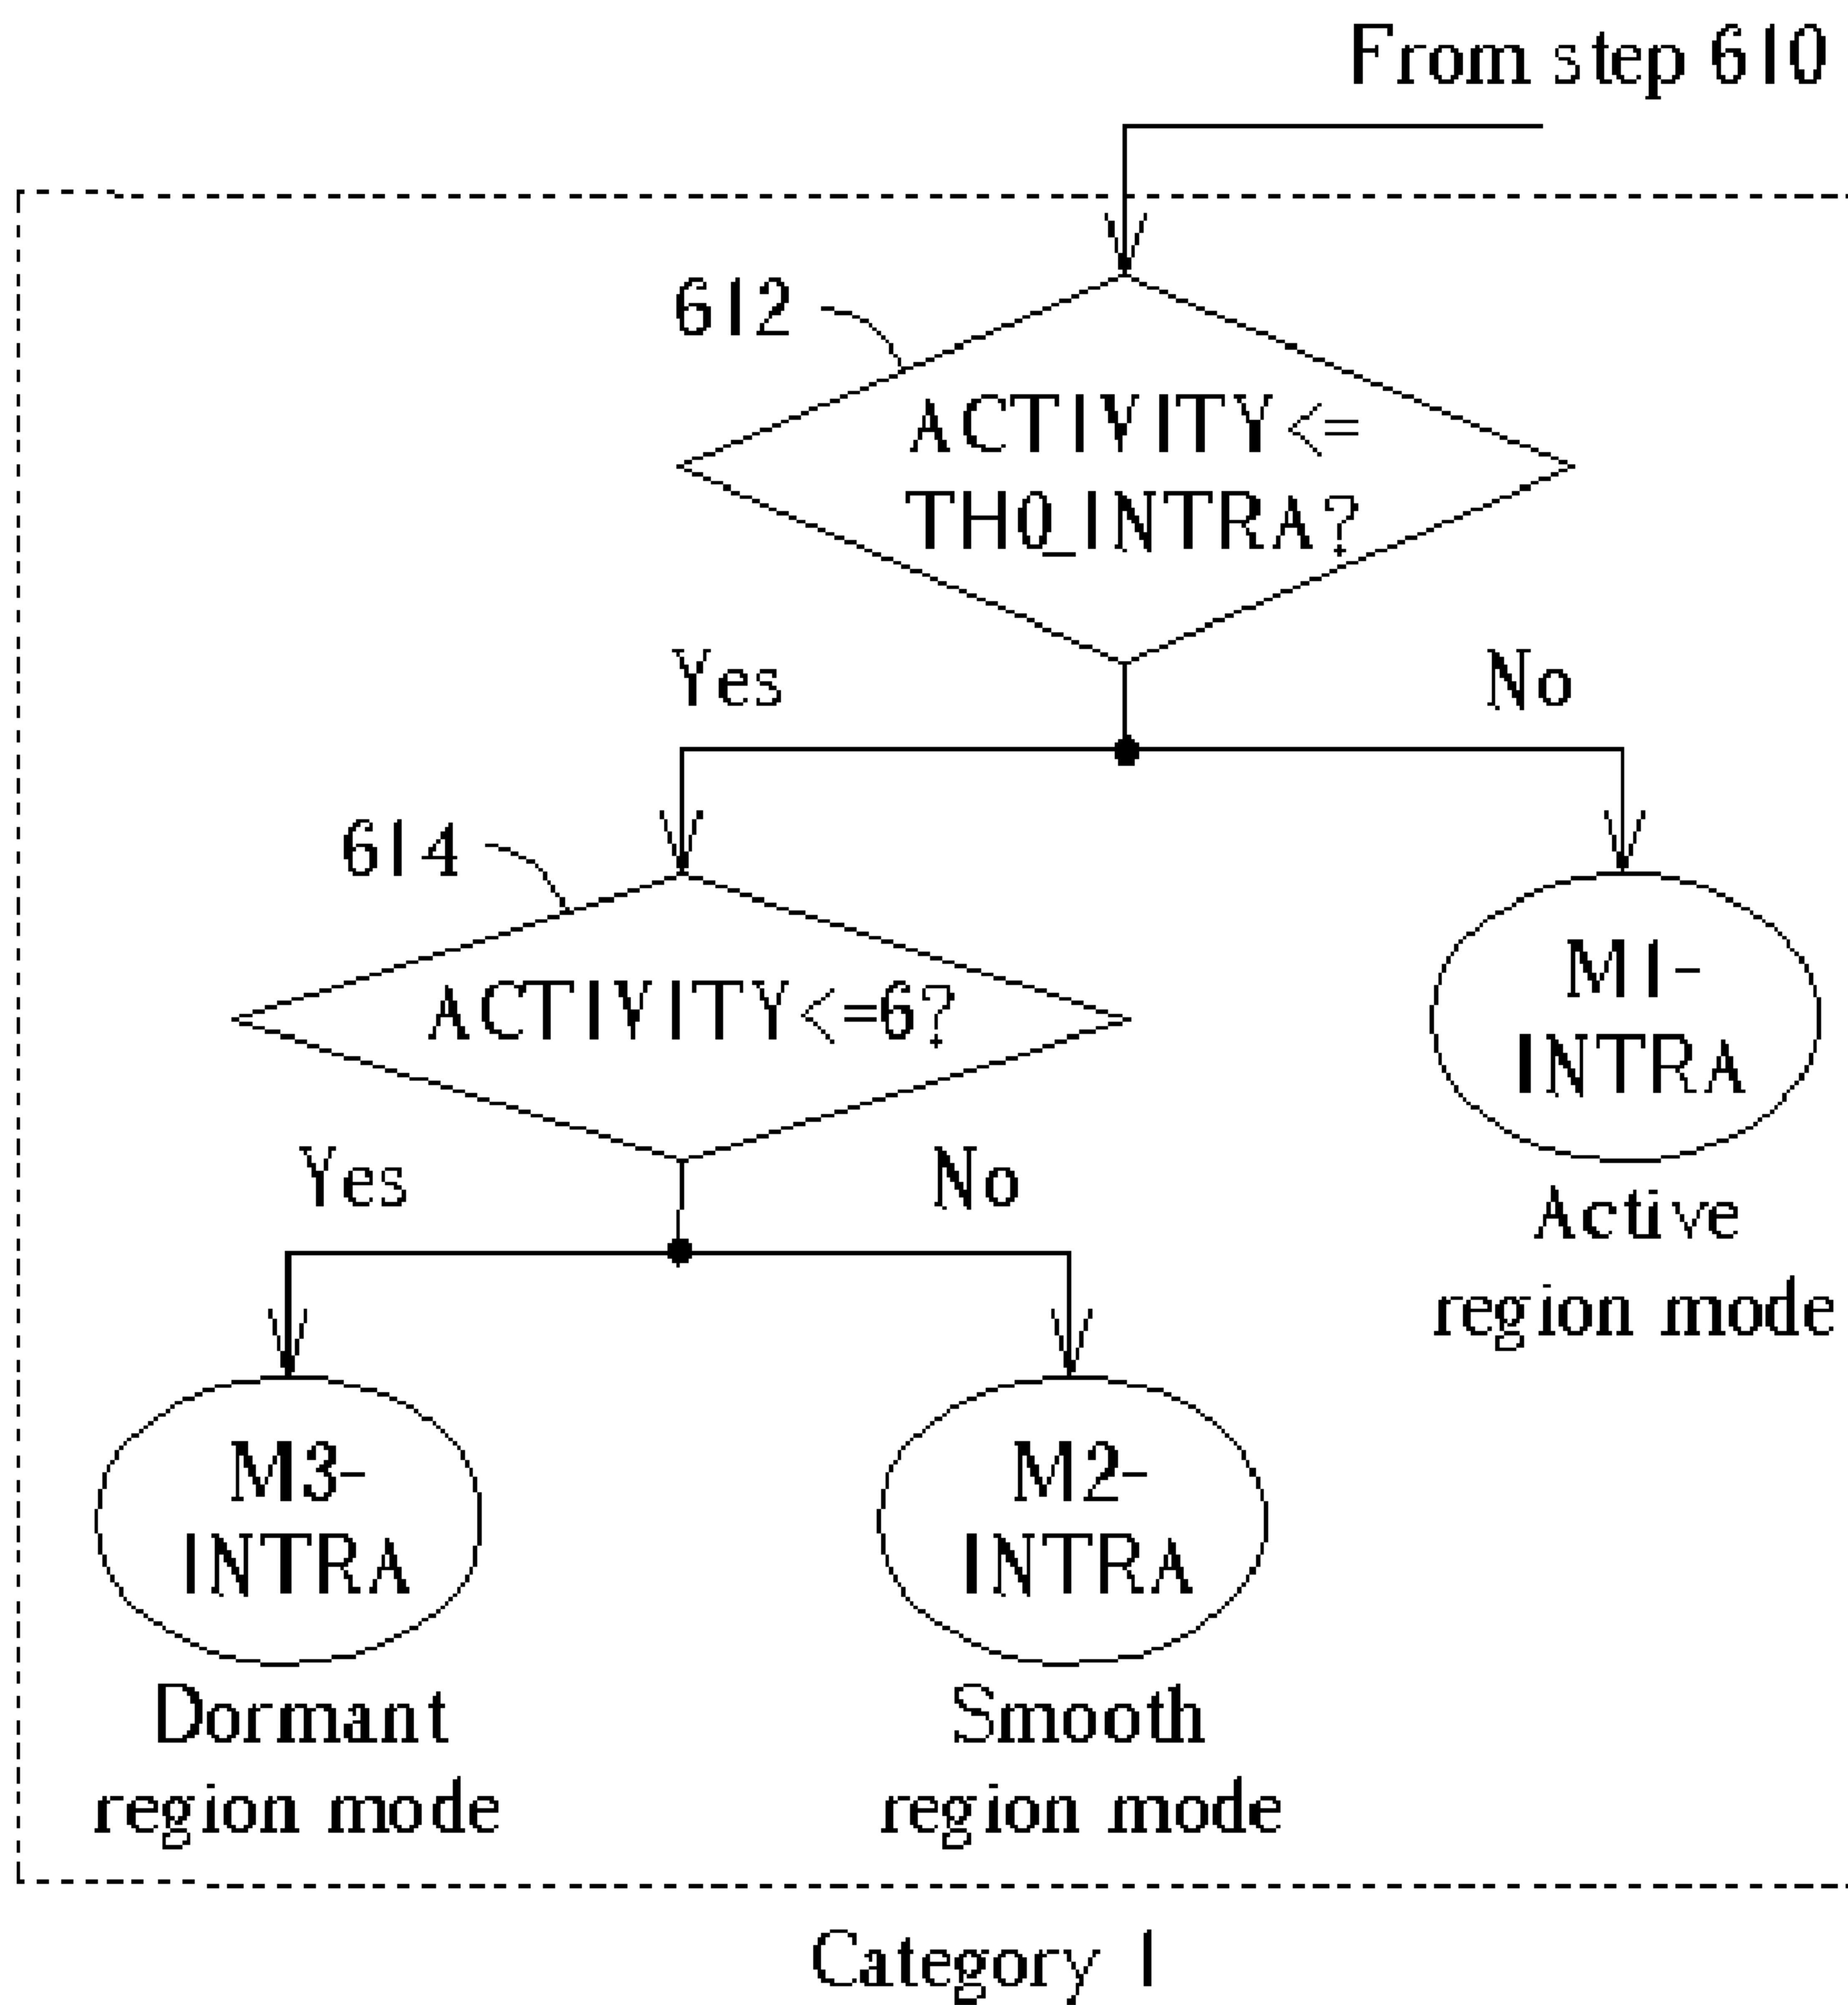 From step 610
612
ACTIVITY<=
TH0_INTRA?
Yes
No
614
ACTIVITY<=6?
M1-
INTRA
Yes
No
Active
region mode
M3-
INTRA
M2-
INTRA
Dormant
region mode
Smooth
region mode
Category 1